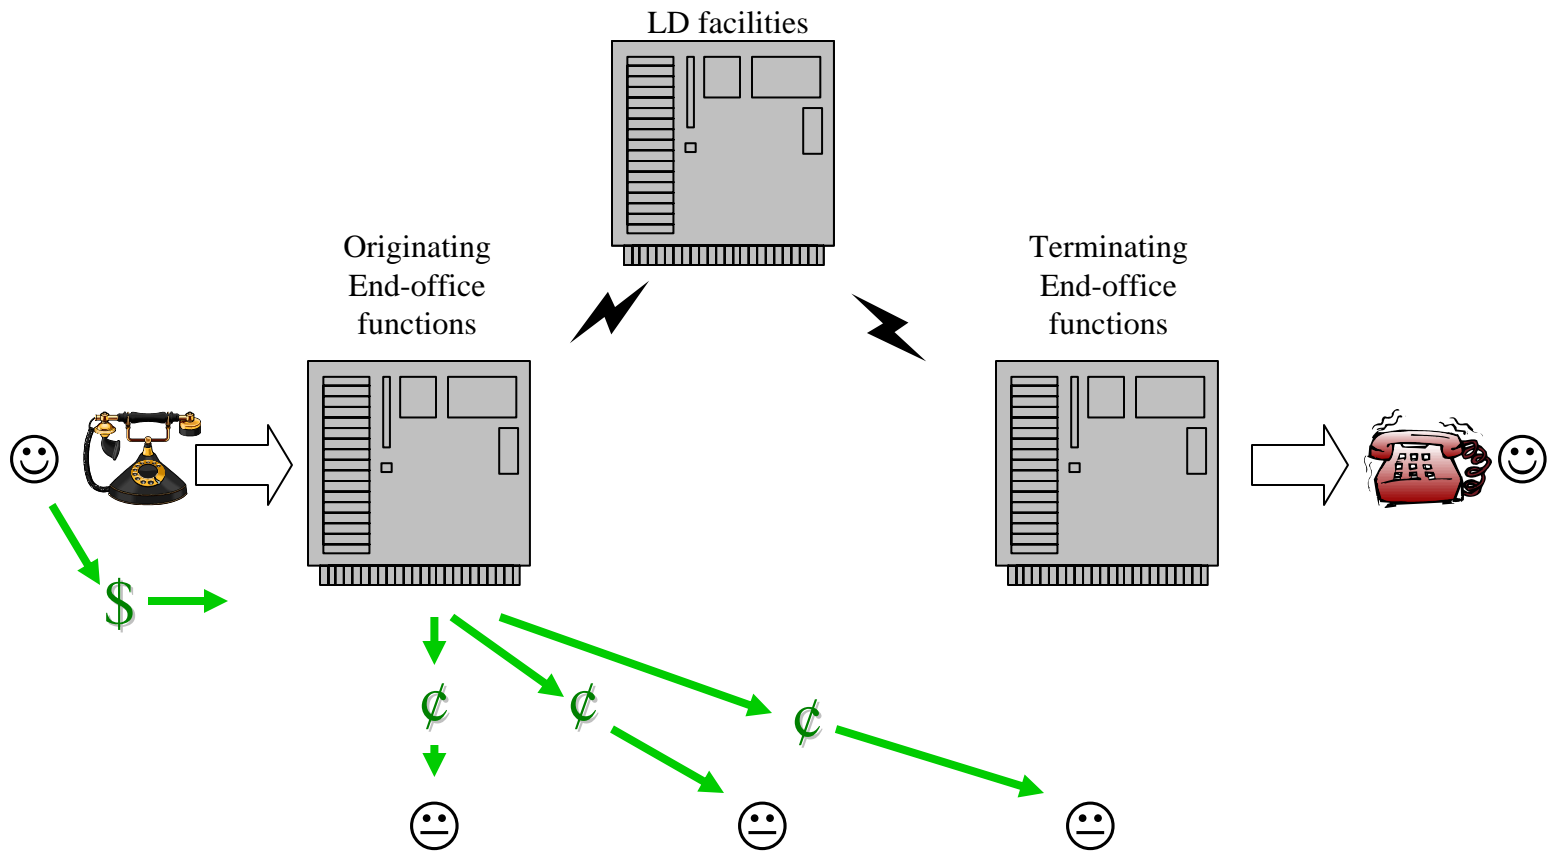 LD facilities
Originating
End-office
functions
Terminating
End-office
functions
$
¢
¢
¢